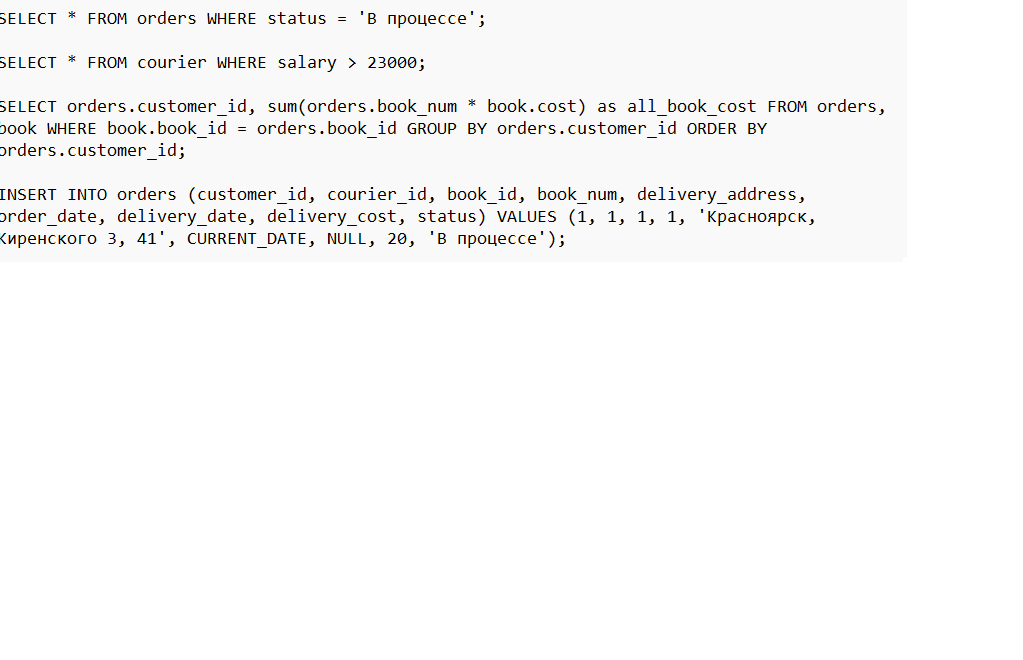 SELECT * FROM orders WHERE status = 'В процессе';
SELECT * FROM courier WHERE salary > 23000;
SELECT orders.customer_id, sum(orders.book_num * book.cost) as all_book_cost FROM orders,
book WHERE book.book_id = orders.book_id GROUP BY orders.customer_id ORDER BY
orders.customer_id;
INSERT INTO orders (customer_id, courier_id, book_id, book_num, delivery_address,
order_date, delivery_date, delivery_cost, status) VALUES (1, 1, 1, 1, 'Красноярск,
Киренского 3, 41', CURRENT_DATE, NULL, 20, 'В процессе');